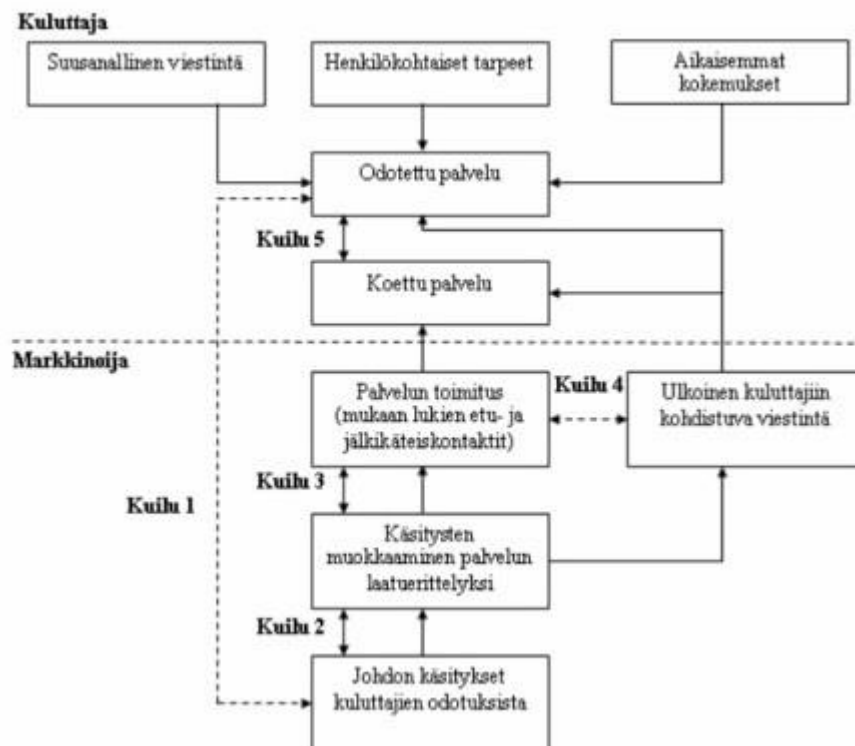 Kuluttaja
Suusanallinen viestintä
Henkilökohtaiset tarpeet
Aikaisemmat
kokemukset
Odotettu palvelu
Kuilu 5
Koettu palvelu
Markkinoija
Palvelun toimitus
(mukaan lukien etu- ja
jälkikäteiskontaktit)
Kuilu 4
Ulkoinen kuluttajiin
kohdistuva viestintä
Kuilu 3
Kuilu 1
Käsitysten
muokkaaminen palvelun
laatuerittelyksi
Kuilu 2
Johdon käsitykset
kuluttajien odotuksista